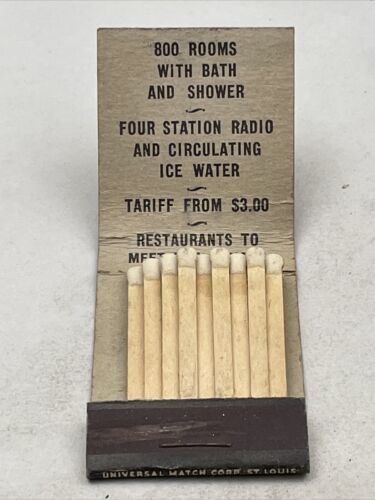 800 ROOMS
WITH BATH
AND SHOWER
FOUR STATION RADIO
AND CIRCULATING
ICE WATER
TARIFF FROM $3.00
RESTAURANTS TO
UNIVERSAL MATCH CORP. ST. LOUIS